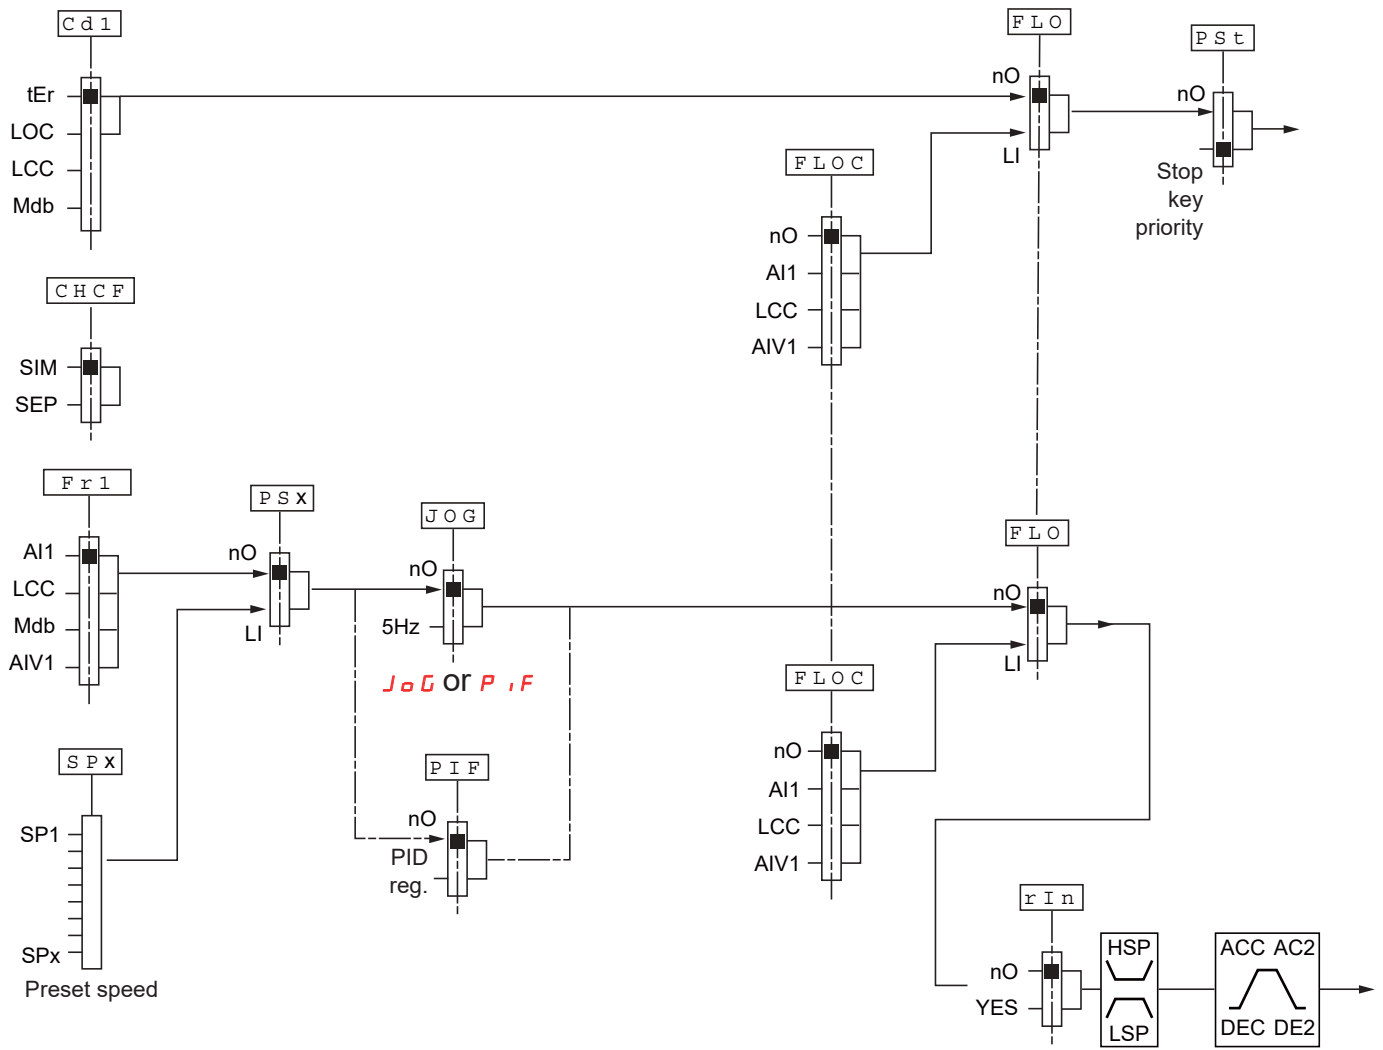 Cd1
tEr
LOC
LCC
Mdb
FLO
nO
LI
PSt
nO
Stop
key
priority
FLOC
nO
AI1
LCC
AIV1
CHCF
SIM
SEP
Fr1
AI1
LCC
Mdb
AIV1
PSx
nO
LI
JOG
nO
5Hz
JoG or PiF
FLO
nO
LI
SPx
SP1
SPx
Preset speed
PIF
nO
PID
reg.
FLOC
nO
AI1
LCC
AIV1
rIn
nO
YES
HSP
LSP
ACC AC2
DEC DE2